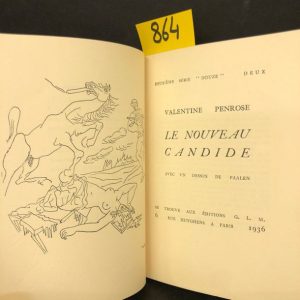 864
DEUXIÈME SÉRIE "DOUZE" DEUX
VALENTINE PENROSE
LE NOUVEAU
CANDIDE
AVEC UN DESSIN DE PAALEN
SE TROUVE AUX ÉDITIONS G. L. M.
6 RUE HUYGHENS A PARIS 1936